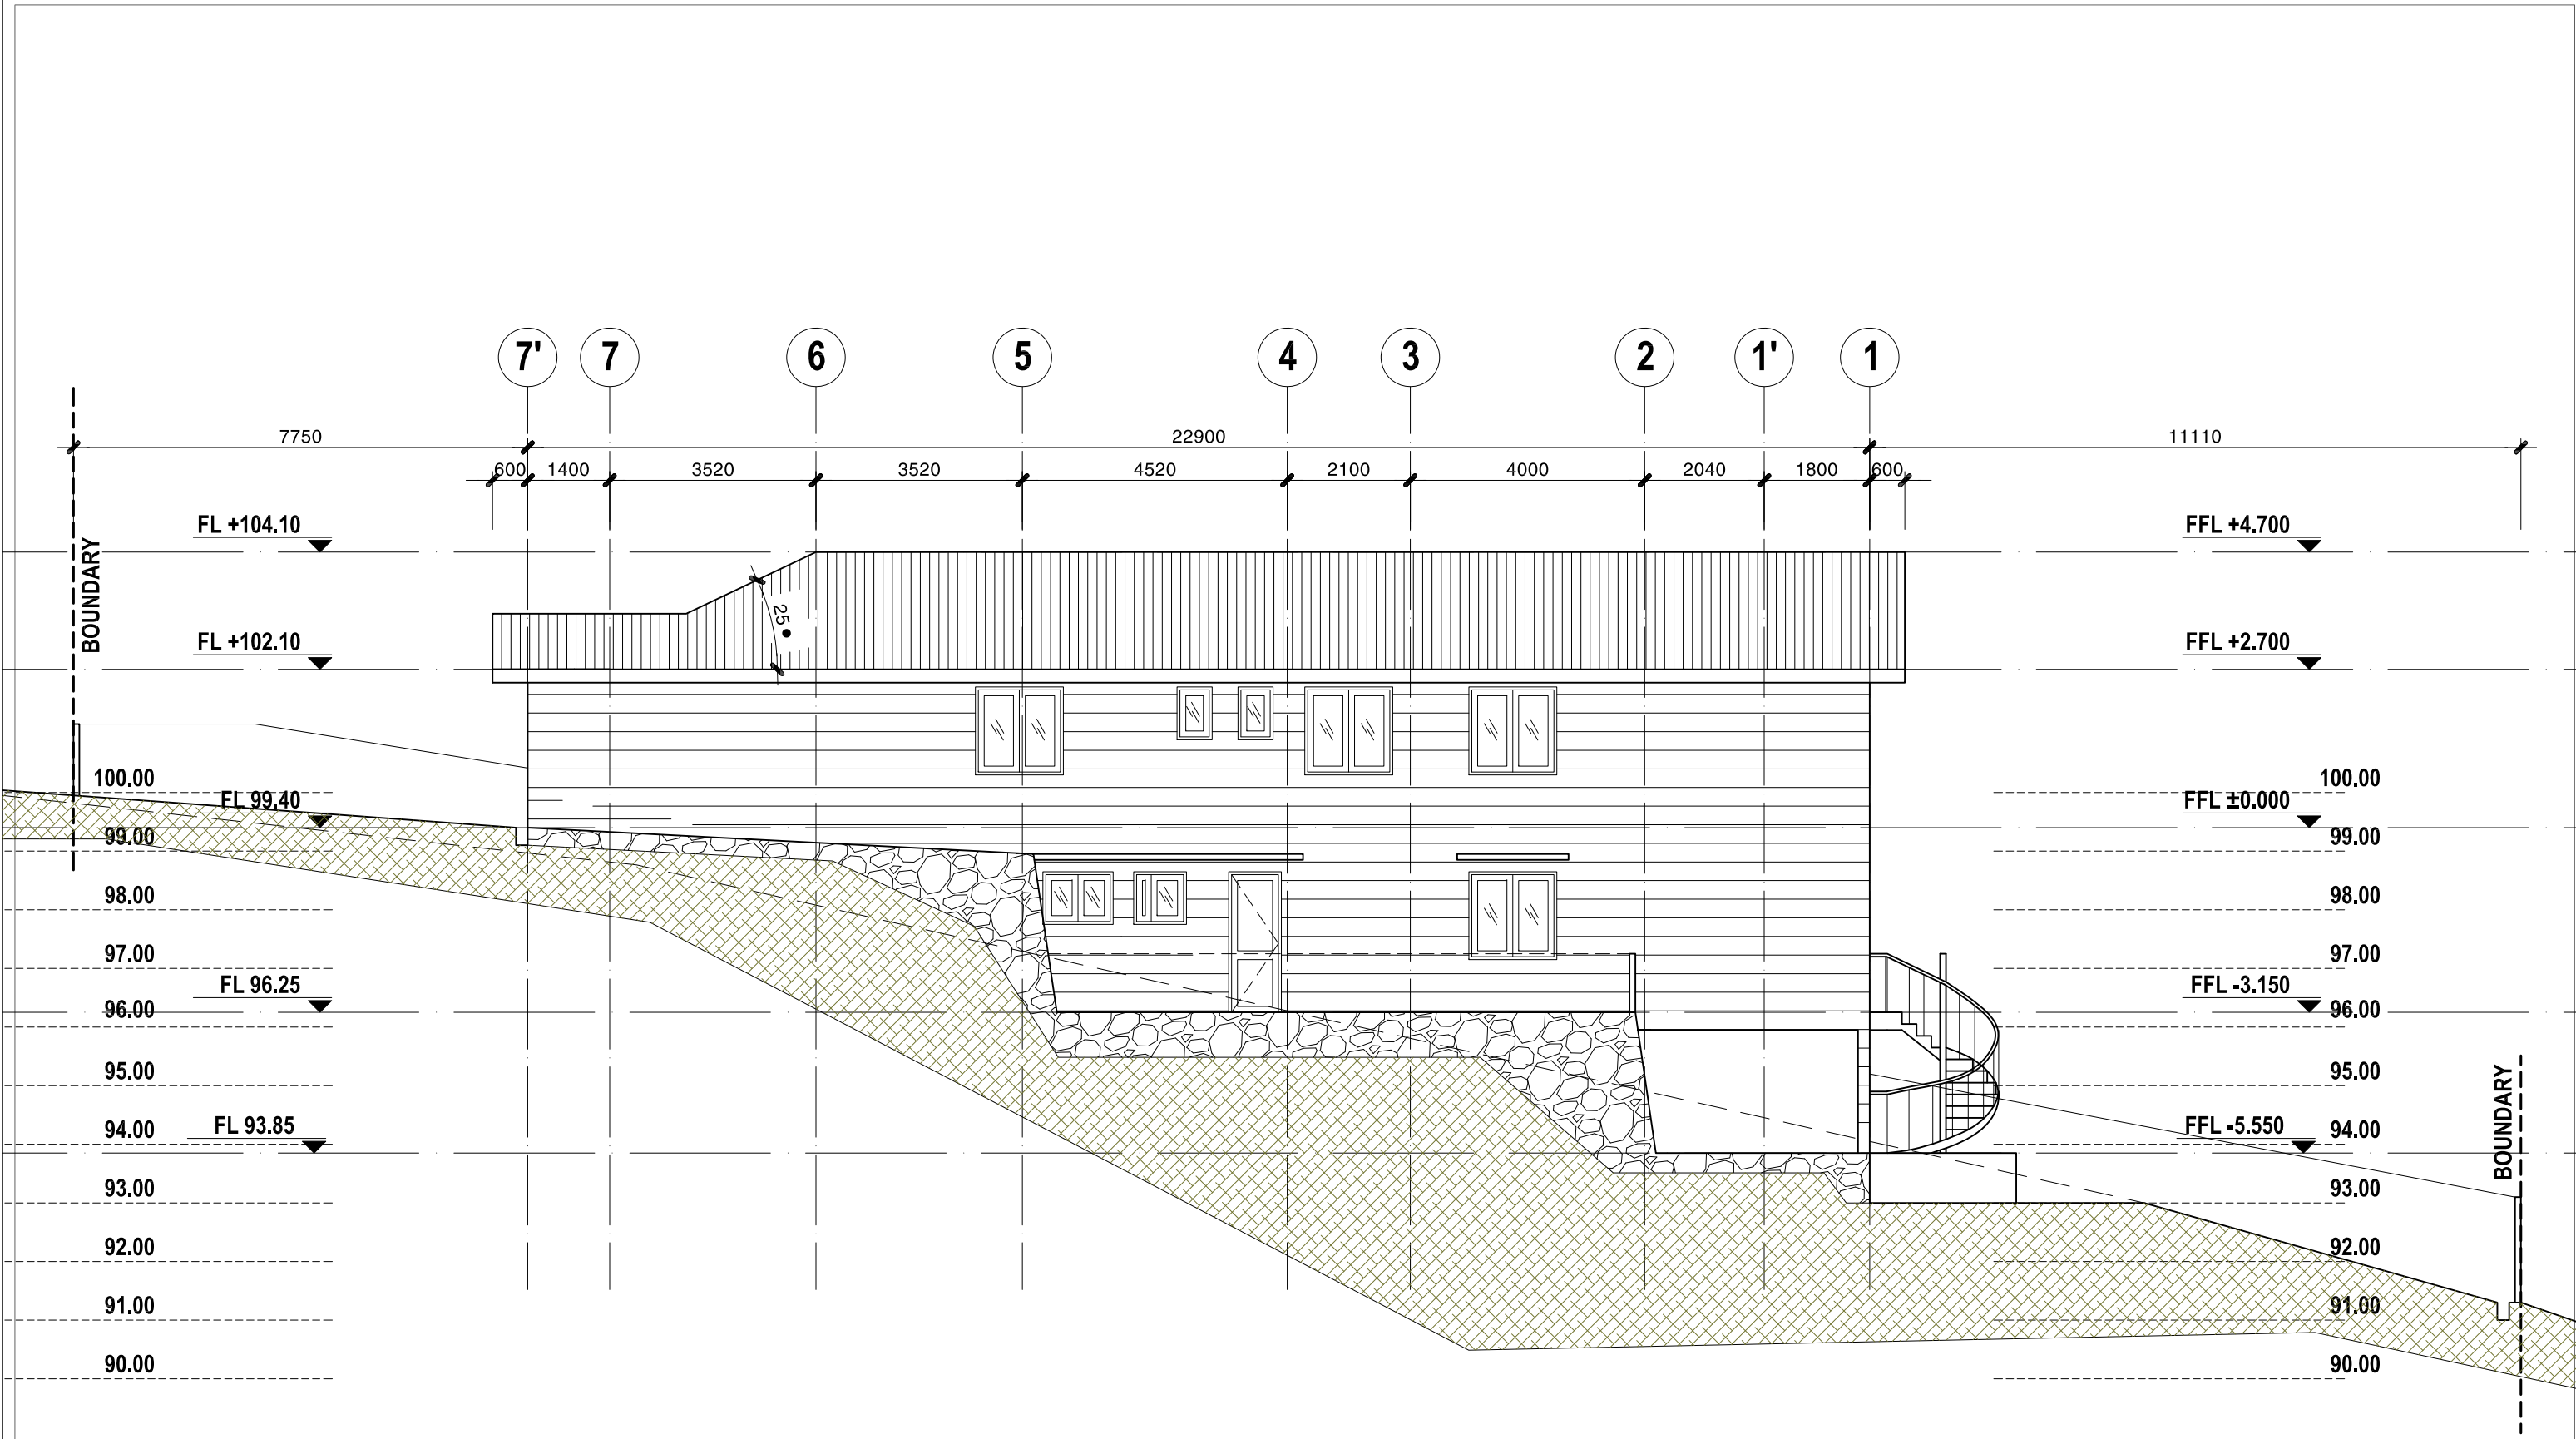 7' 7 6 5 4 3 2 1' 1
7750 22900 11110
600 1400 3520 3520 4520 2100 4000 2040 1800 600
FL +104.10
FFL +4.700
BOUNDARY
25
FL +102.10
FFL +2.700
100.00
100.00
FL 99.40
FFL ±0.000
99.00
99.00
98.00
98.00
97.00
97.00
FL 96.25
FFL -3.150
96.00
96.00
95.00
95.00
BOUNDARY
FL 93.85
FFL -5.550
94.00
94.00
93.00
93.00
92.00
92.00
91.00
91.00
90.00
90.00